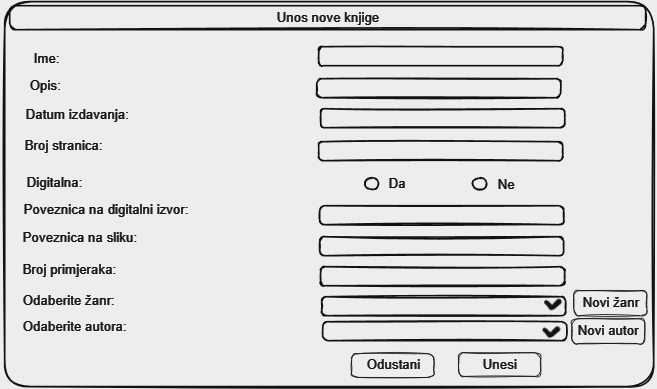 Unos nove knjige
Ime:
Opis:
Datum izdavanja:
Broj stranica:
Digitalna: Da Ne
Poveznica na digitalni izvor:
Poveznica na sliku:
Broj primjeraka:
Odaberite žanr: Novi žanr
Odaberite autora: Novi autor
Odustani Unesi